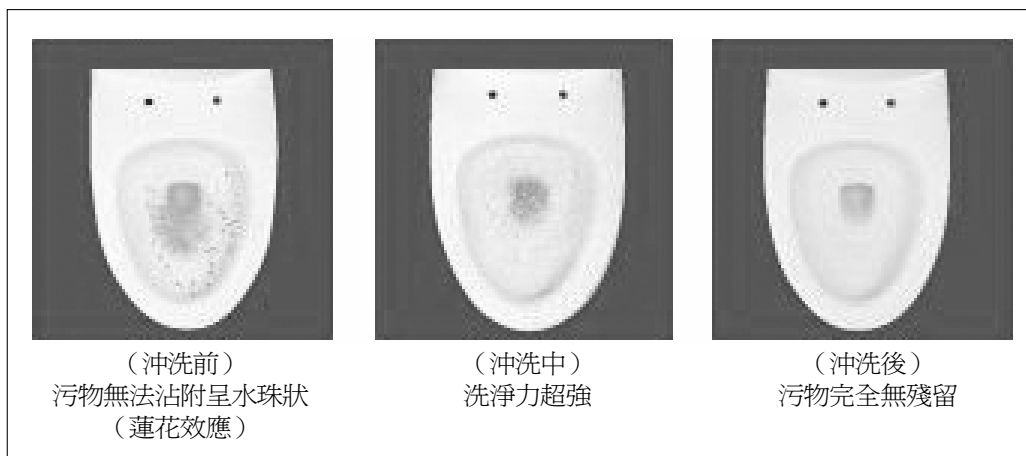 （沖洗前）
污物無法沾附呈水珠狀
（蓮花效應）
（沖洗中）
洗淨力超強
（沖洗後）
污物完全無殘留